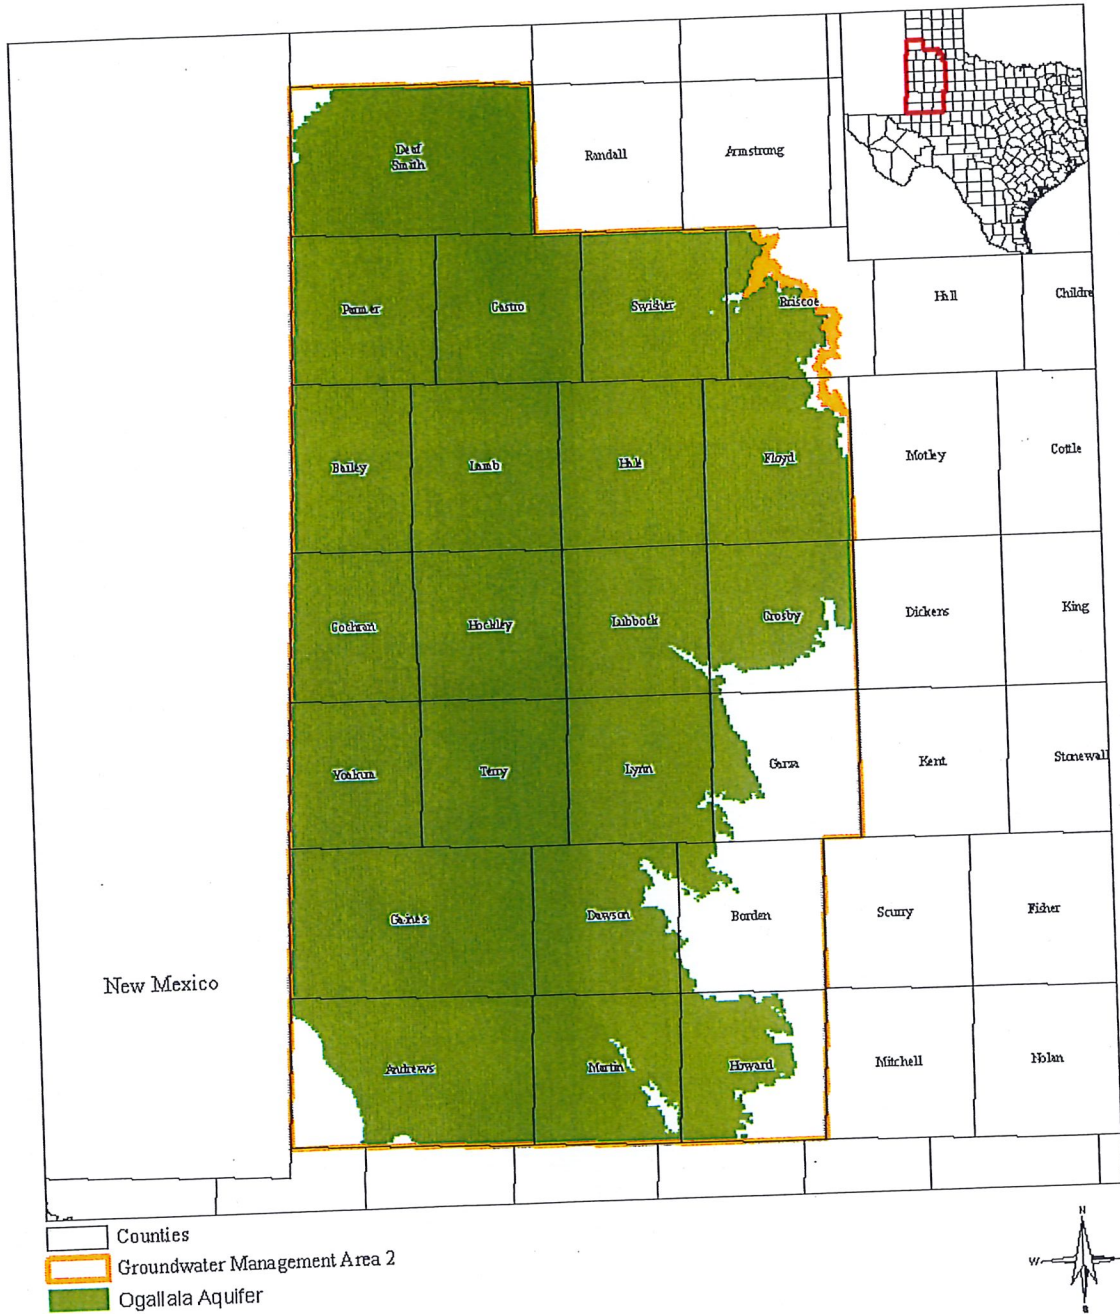 Deaf
Smith
Randall
Armstrong
Parmer
Castro
Swisher
Briscoe
Hall
Childre
Bailey
Lamb
Hale
Floyd
Motley
Cottle
Cochran
Hockley
Lubbock
Crosby
Dickens
King
Yoakum
Terry
Lynn
Garza
Kent
Stonewall
Gaines
Dawson
Borden
Scurry
Fisher
New Mexico
Andrews
Martin
Howard
Mitchell
Nolan
Counties
Groundwater Management Area 2
Ogallala Aquifer
N
W
S